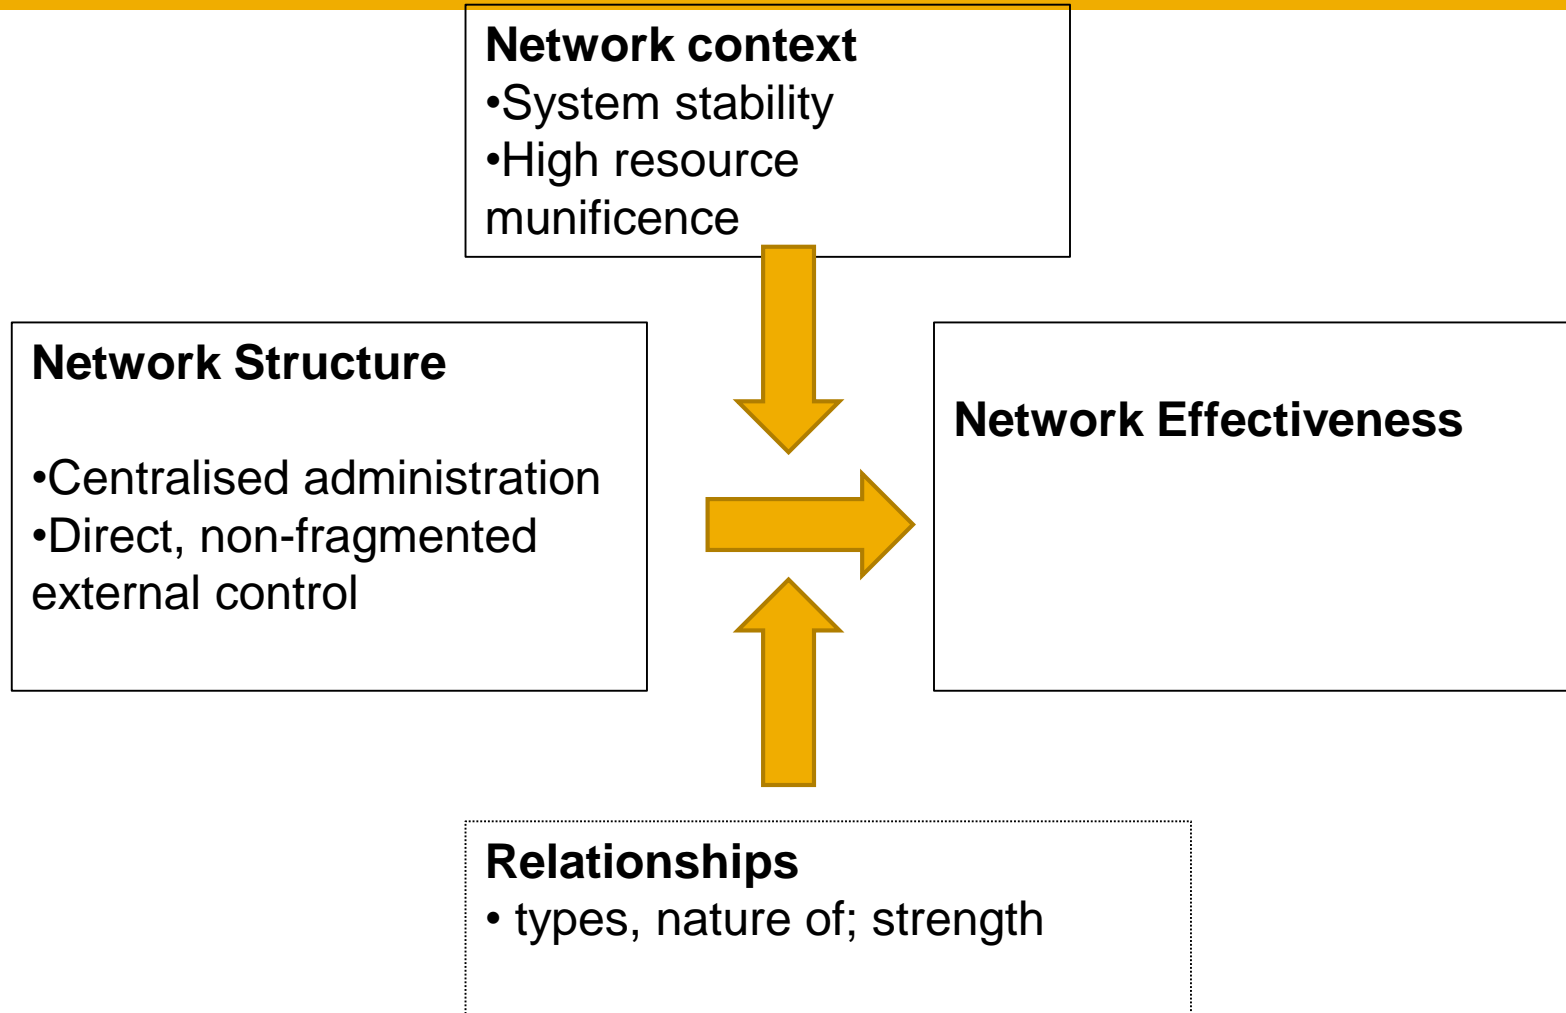 Network context
•System stability
•High resource
munificence
Network Structure
•Centralised administration
•Direct, non-fragmented
external control
Network Effectiveness
Relationships
• types, nature of; strength